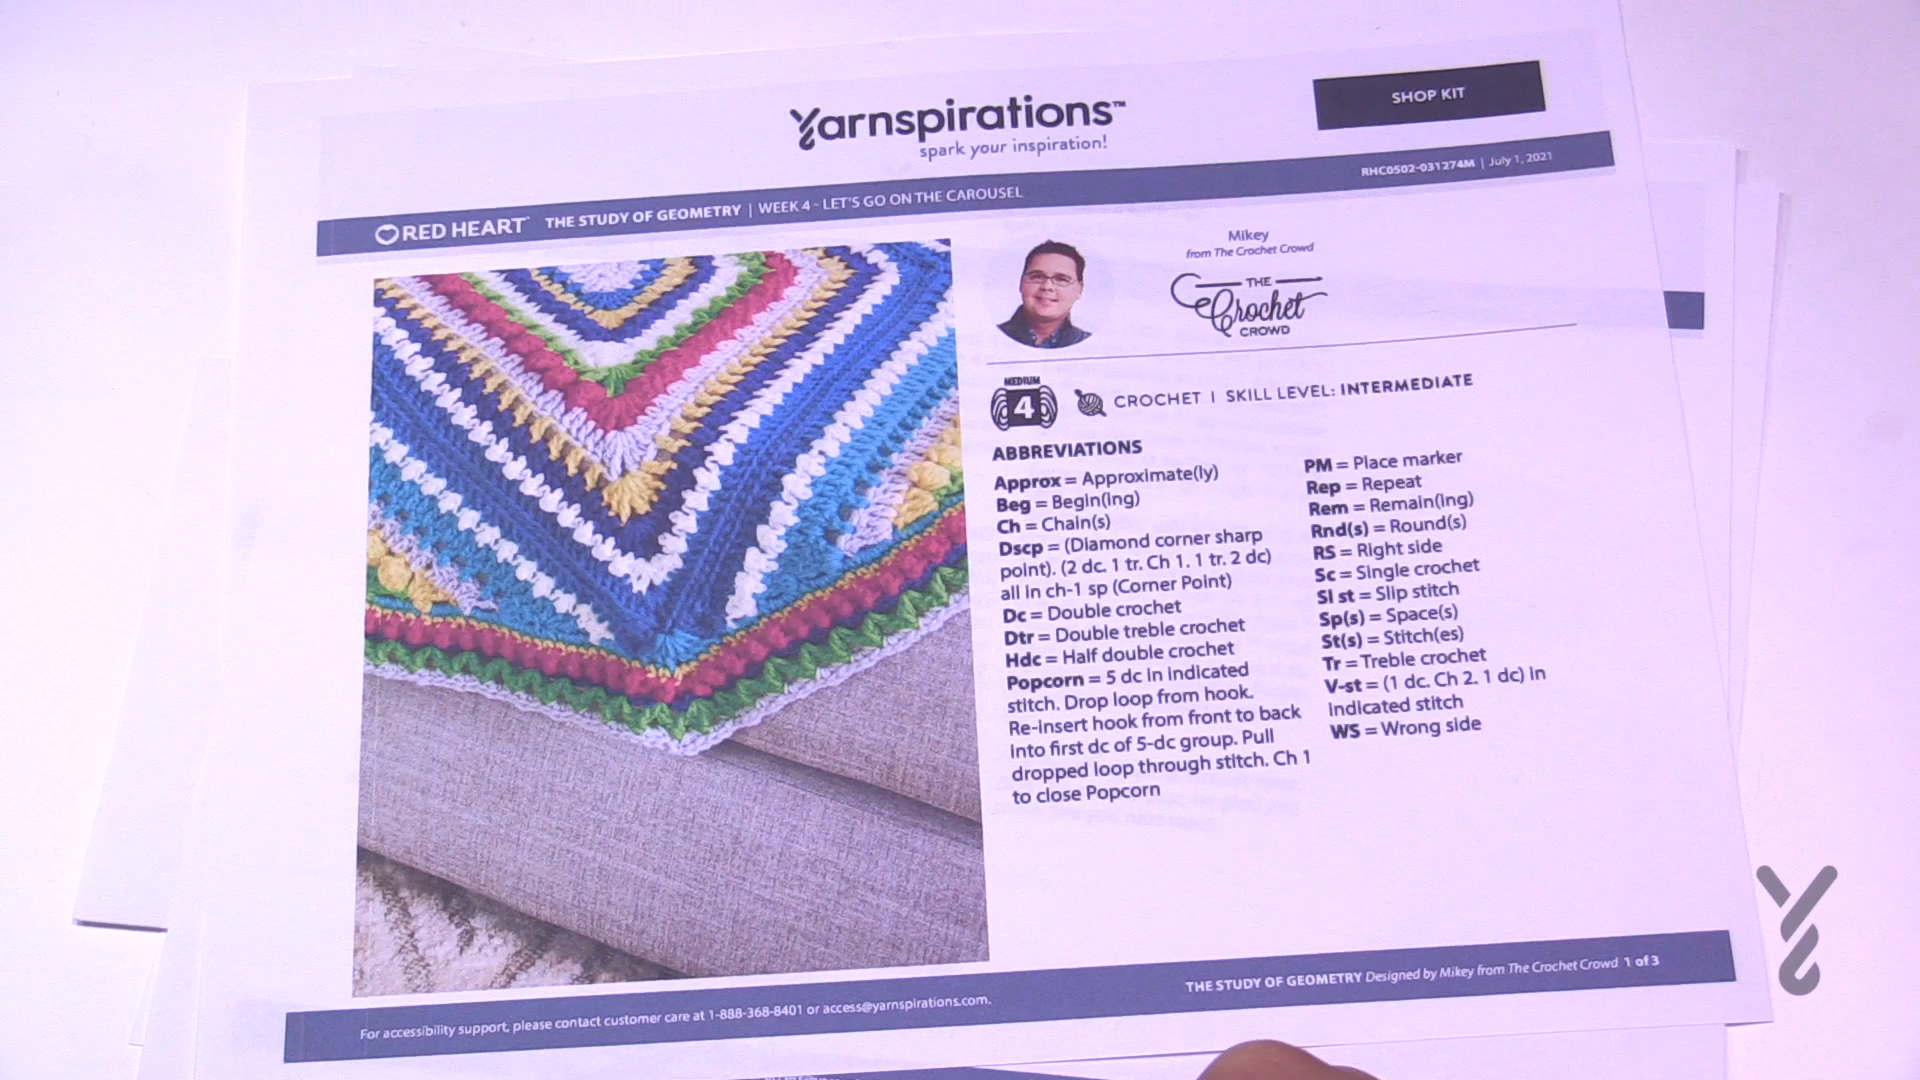 Yarnspirations™
spark your inspiration!
SHOP KIT
RHC0502-031274M | July 1, 2021
RED HEART THE STUDY OF GEOMETRY | WEEK 4 - LET'S GO ON THE CAROUSEL
Mikey
from The Crochet Crowd
THE
Crochet
CROWD
MEDIUM
4
CROCHET | SKILL LEVEL: INTERMEDIATE
ABBREVIATIONS
Approx = Approximate(ly)
Beg = Begin(ing)
Ch = Chain(s)
Dscp = (Diamond corner sharp
point). (2 dc. 1 tr. Ch 1. 1 tr. 2 dc)
all in ch-1 sp (Corner Point)
Dc = Double crochet
Dtr = Double treble crochet
Hdc = Half double crochet
Popcorn = 5 dc in indicated
stitch. Drop loop from hook.
Re-insert hook from front to back
into first dc of 5-dc group. Pull
dropped loop through stitch. Ch 1
to close Popcorn
PM = Place marker
Rep = Repeat
Rem = Remain(ing)
Rnd(s) = Round(s)
RS = Right side
Sc = Single crochet
Sl st = Slip stitch
Sp(s) = Space(s)
St(s) = Stitch(es)
Tr = Treble crochet
V-st = (1 dc. Ch 2. 1 dc) in
indicated stitch
WS = Wrong side
For accessibility support, please contact customer care at 1-888-368-8401 or access@yarnspirations.com.
THE STUDY OF GEOMETRY Designed by Mikey from The Crochet Crowd 1 of 3